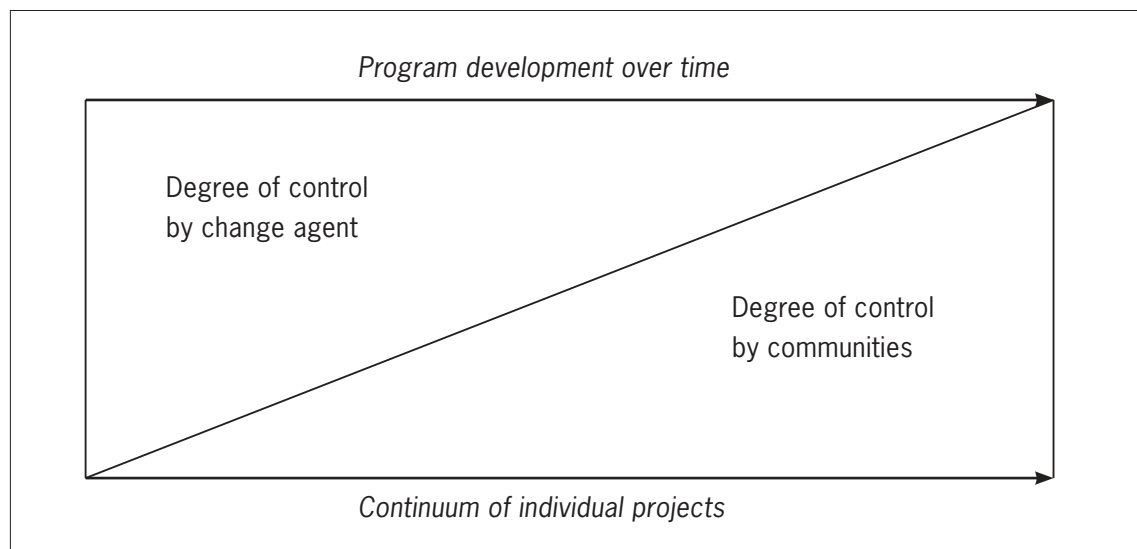 Program development over time
Degree of control
by change agent
Degree of control
by communities
Continuum of individual projects